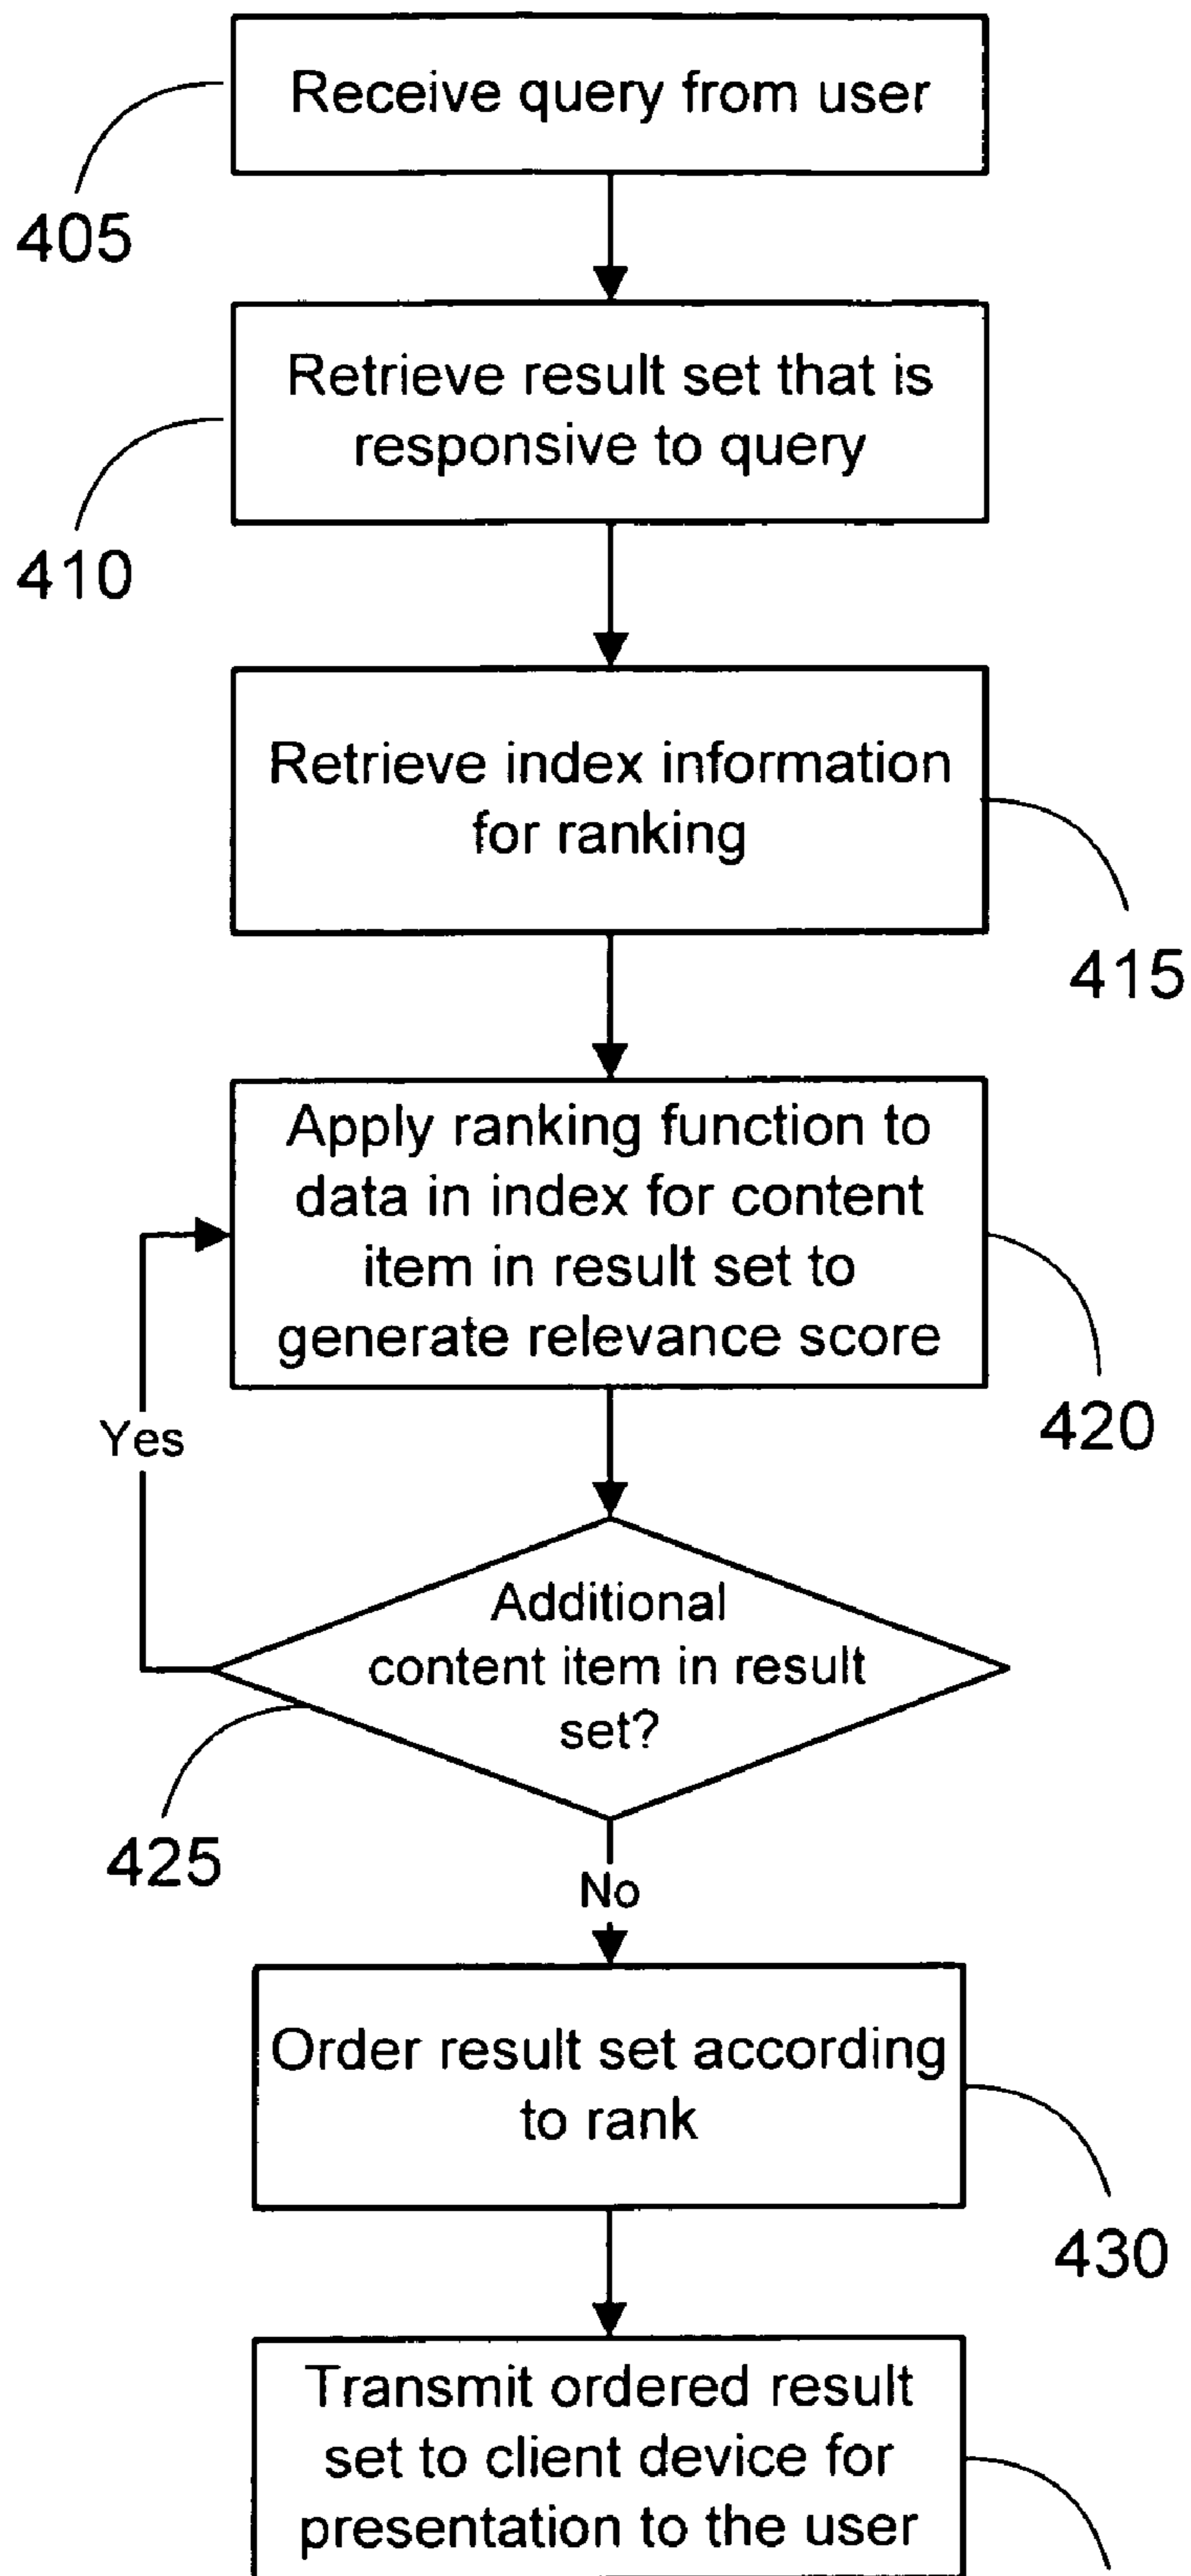 Receive query from user
405
Retrieve result set that is
responsive to query
410
Retrieve index information
for ranking
415
Apply ranking function to
data in index for content
item in result set to
generate relevance score
420
Yes
Additional
content item in result
set?
425
No
Order result set according
to rank
430
Transmit ordered result
set to client device for
presentation to the user